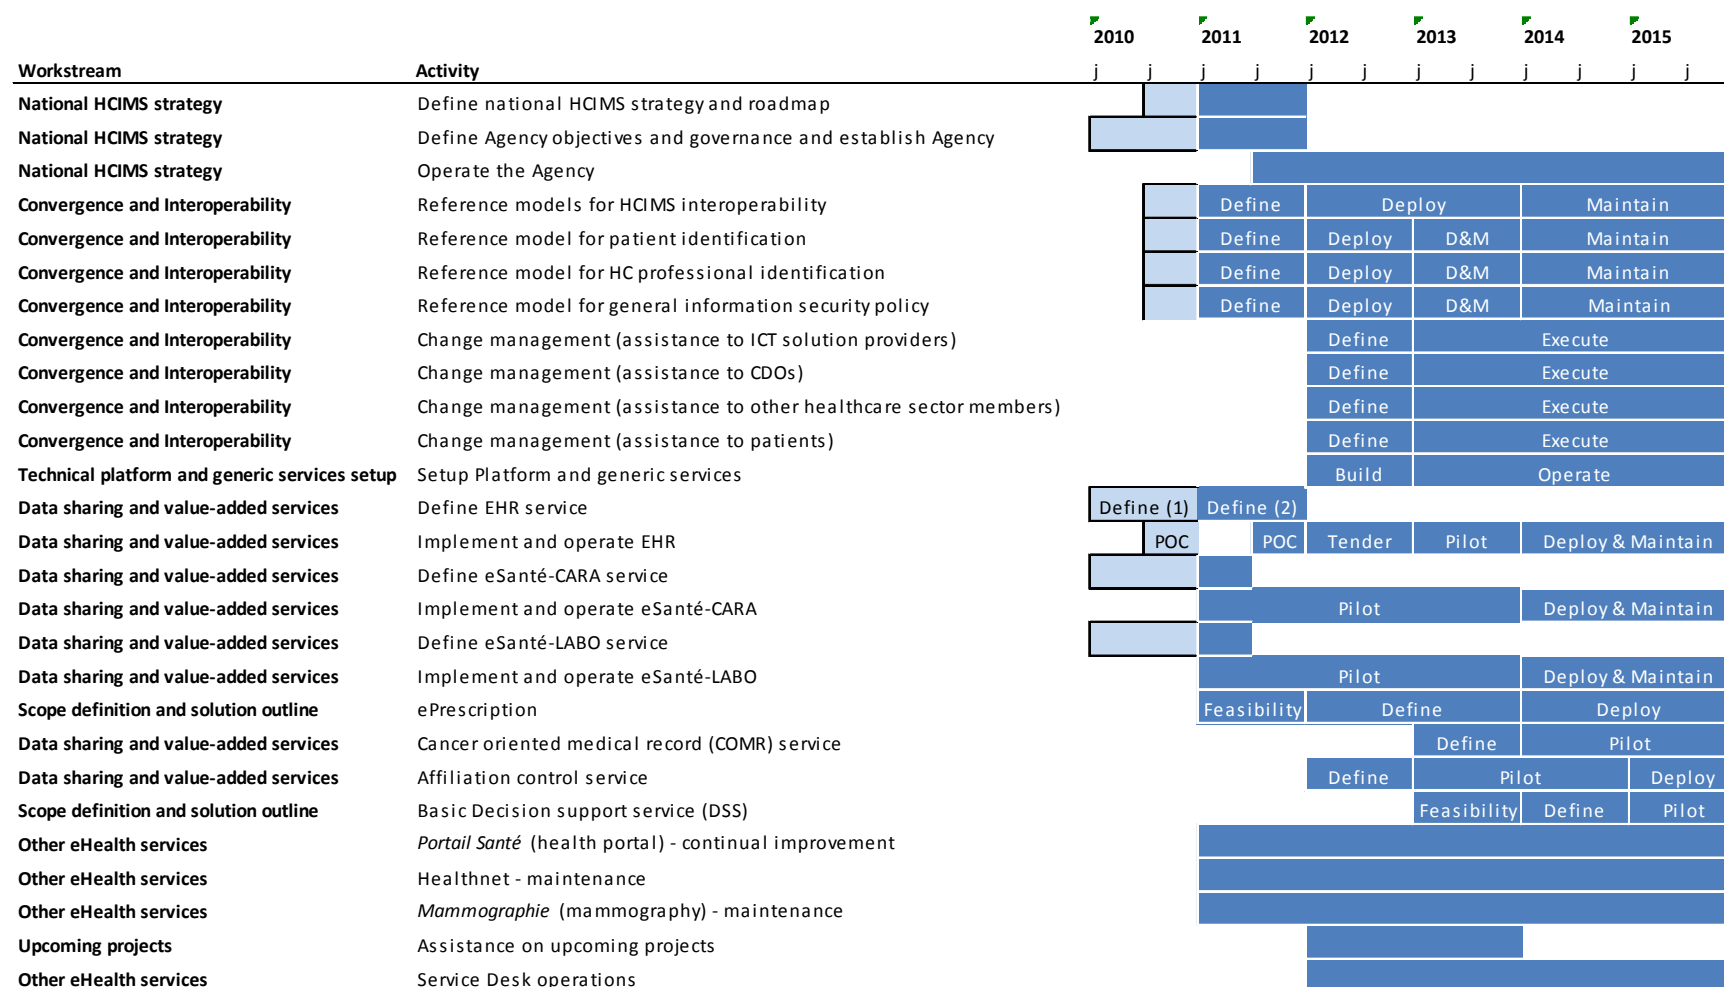 2010 2011 2012 2013 2014 2015
Workstream Activity j j j j j j j j j j j j
National HCIMS strategy Define national HCIMS strategy and roadmap
National HCIMS strategy Define Agency objectives and governance and establish Agency
National HCIMS strategy Operate the Agency
Convergence and Interoperability Reference models for HCIMS interoperability Define Deploy Maintain
Convergence and Interoperability Reference model for patient identification Define Deploy D&M Maintain
Convergence and Interoperability Reference model for HC professional identification Define Deploy D&M Maintain
Convergence and Interoperability Reference model for general information security policy Define Deploy D&M Maintain
Convergence and Interoperability Change management (assistance to ICT solution providers) Define Execute
Convergence and Interoperability Change management (assistance to CDOs) Define Execute
Convergence and Interoperability Change management (assistance to other healthcare sector members) Define Execute
Convergence and Interoperability Change management (assistance to patients) Define Execute
Technical platform and generic services setup Setup Platform and generic services Build Operate
Data sharing and value-added services Define EHR service Define (1) Define (2)
Data sharing and value-added services Implement and operate EHR POC POC Tender Pilot Deploy & Maintain
Data sharing and value-added services Define eSanté-CARA service
Data sharing and value-added services Implement and operate eSanté-CARA Pilot Deploy & Maintain
Data sharing and value-added services Define eSanté-LABO service
Data sharing and value-added services Implement and operate eSanté-LABO Pilot Deploy & Maintain
Scope definition and solution outline ePrescription Feasibility Define Deploy
Data sharing and value-added services Cancer oriented medical record (COMR) service Define Pilot
Data sharing and value-added services Affiliation control service Define Pilot Deploy
Scope definition and solution outline Basic Decision support service (DSS) Feasibility Define Pilot
Other eHealth services Portail Santé (health portal) - continual improvement
Other eHealth services Healthnet - maintenance
Other eHealth services Mammographie (mammography) - maintenance
Upcoming projects Assistance on upcoming projects
Other eHealth services Service Desk operations